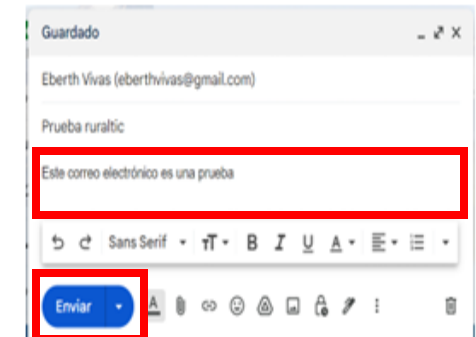 Guardado
Eberth Vivas (eberthvivas@gmail.com)
Prueba ruraltic
Este correo electrónico es una prueba
Sans Serif
Enviar